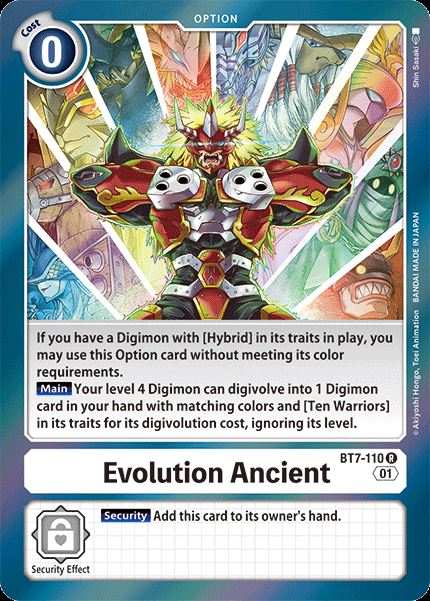 OPTION
Cost
0
Shin Sasaki
© Akiyoshi Hongo, Toei Animation BANDAI MADE IN JAPAN
If you have a Digimon with [Hybrid] in its traits in play, you
may use this Option card without meeting its color
requirements.
Main Your level 4 Digimon can digivolve into 1 Digimon
card in your hand with matching colors and [Ten Warriors]
in its traits for its digivolution cost, ignoring its level.
BT7-110 R
Evolution Ancient
01
Security Add this card to its owner's hand.
Security Effect